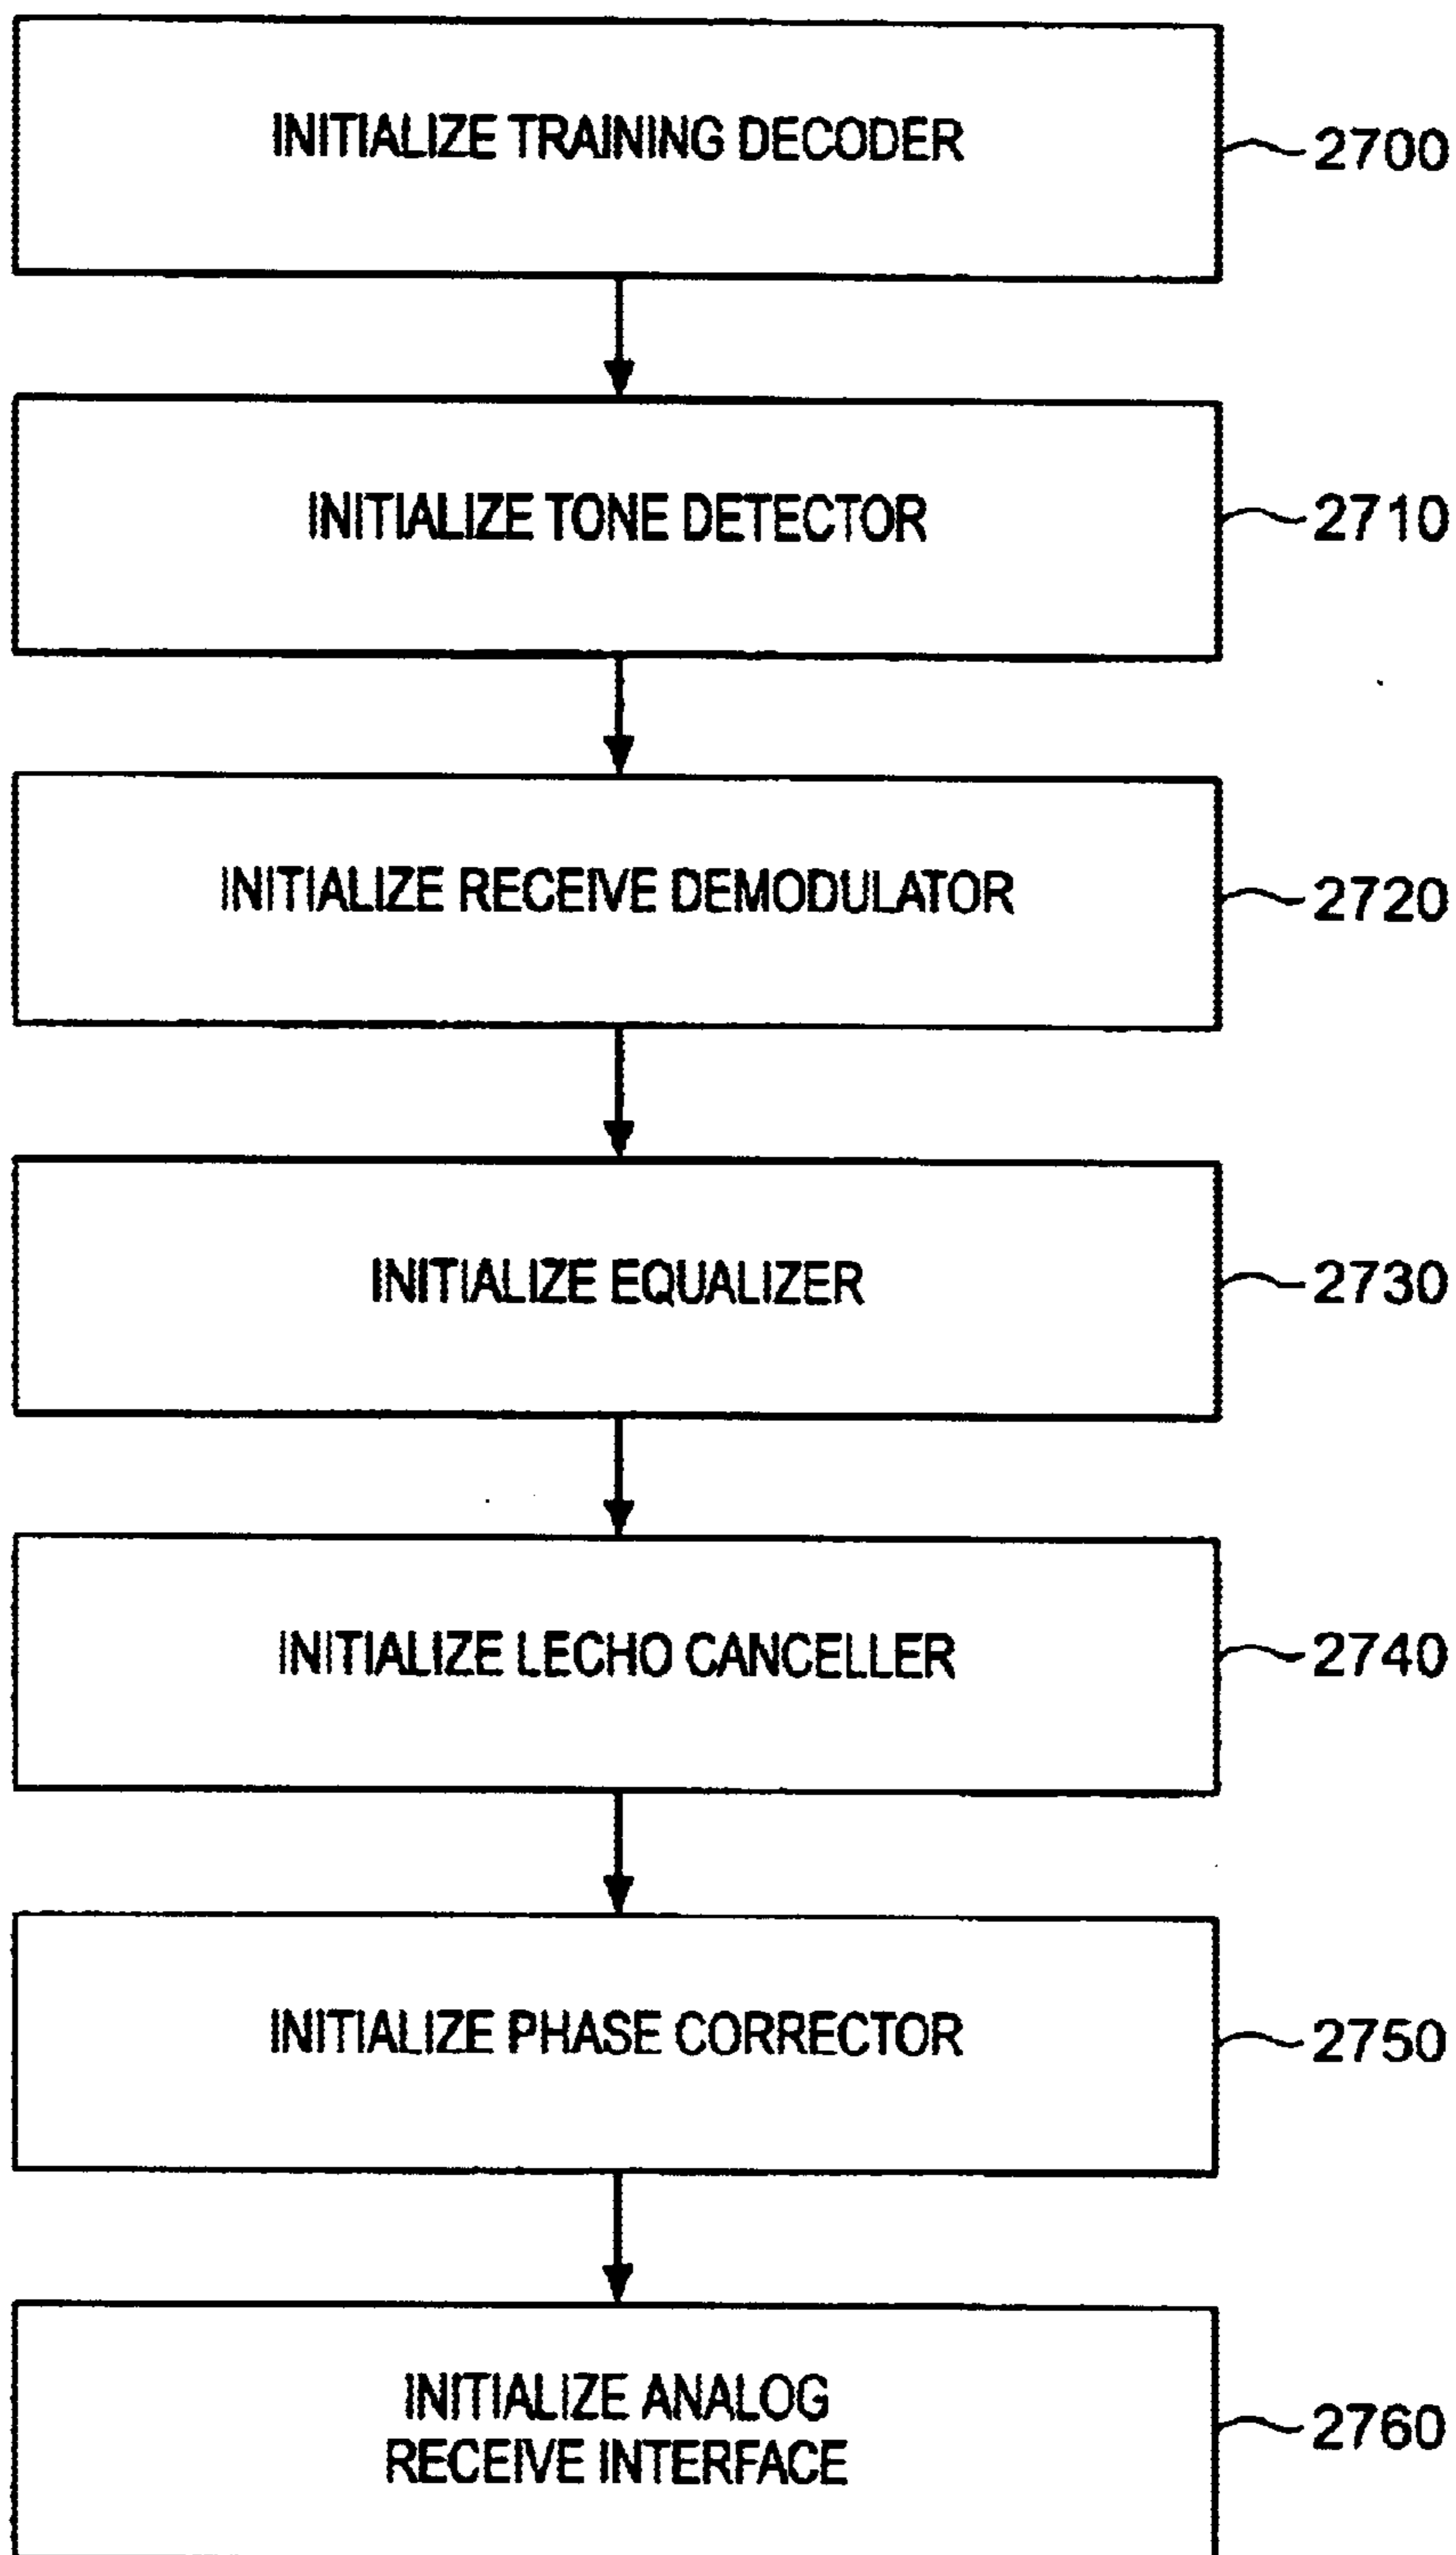 INITIALIZE TRAINING DECODER
2700
INITIALIZE TONE DETECTOR
2710
INITIALIZE RECEIVE DEMODULATOR
2720
INITIALIZE EQUALIZER
2730
INITIALIZE LECHO CANCELLER
2740
INITIALIZE PHASE CORRECTOR
2750
INITIALIZE ANALOG
RECEIVE INTERFACE
2760